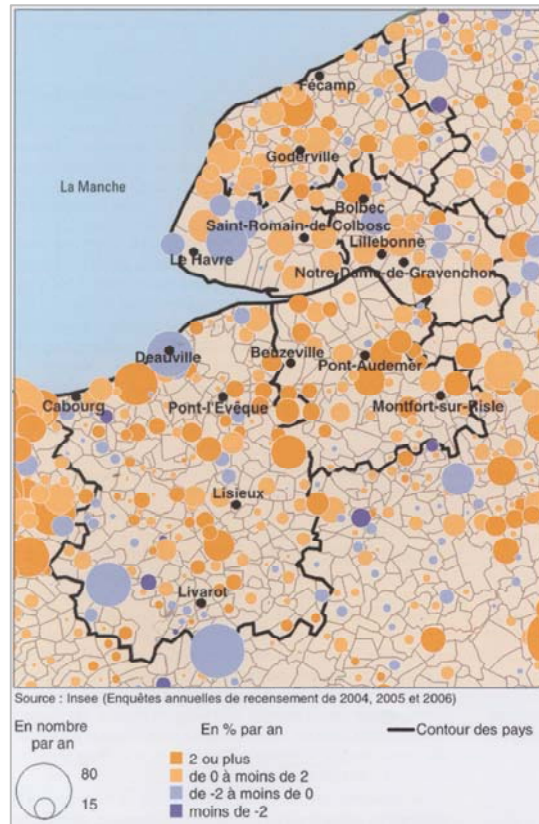 Fécamp
Goderville
La Manche
Bolbec
Saint-Romain-de-Colbosc
Lillebonne
Le Havre
Notre-Dame-de-Gravenchon
Deauville
Beuzeville
Pont-Audemer
Cabourg
Pont-l'Evêque
Montfort-sur-Risle
Lisieux
Livarot
Source : Insee (Enquêtes annuelles de recensement de 2004, 2005 et 2006)
En nombre
par an
80
15
En % par an
2 ou plus
de 0 à moins de 2
de -2 à moins de 0
moins de -2
Contour des pays